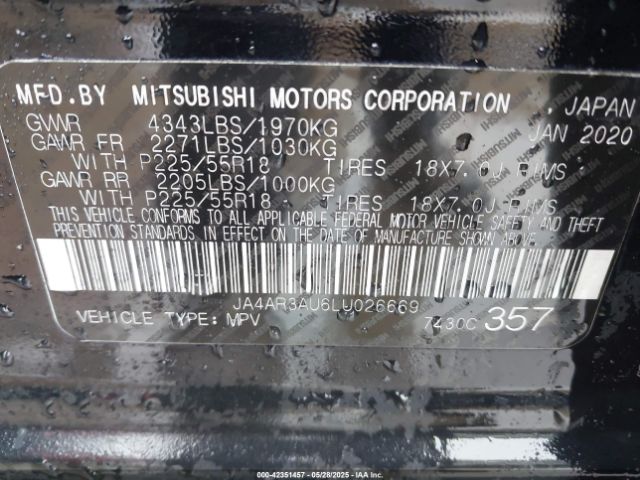 MFD.BY MITSUBISHI MOTORS CORPORATION , JAPAN
GVWR 4343LBS/1970KG JAN 2020
GAWR FR 2271LBS/1030KG
WITH P225/55R18 TIRES 18X7.0J RIMS
GAWR RR 2205LBS/1000KG
WITH P225/55R18 TIRES 18X7.0J RIMS
THIS VEHICLE CONFORMS TO ALL APPLICABLE FEDERAL MOTOR VEHICLE SAFETY AND THEFT
PREVENTION STANDARDS IN EFFECT ON THE DATE OF MANUFACTURE SHOWN ABOVE.
JA4AR3AU6LU026669
VEHICLE TYPE: MPV 7430C 357
000-42351457 05/28/2025 IAAI.COM